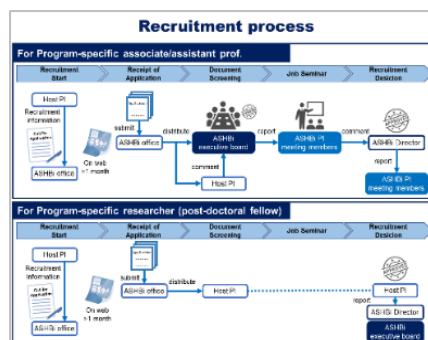 Recruitment process
For Program-specific associate/assistant prof.
Recruitment Start
Receipt of Application
Document Screening
Job Seminar
Recruitment Desicion
Host PI
Recruitment information
ASHBi office
On web
>1 month
submit
ASHBi office
distribute
ASHBi executive board
comment
Host PI
report
ASHBi PI meeting members
comment
ASHBi Director
report
ASHBi PI meeting members
For Program-specific researcher (post-doctoral fellow)
Recruitment Start
Receipt of Application
Document Screening
Job Seminar
Recruitment Desicion
Host PI
Recruitment information
ASHBi office
On web
>1 month
submit
ASHBi office
distribute
Host PI
Host PI
report
ASHBi Director
ASHBi executive board